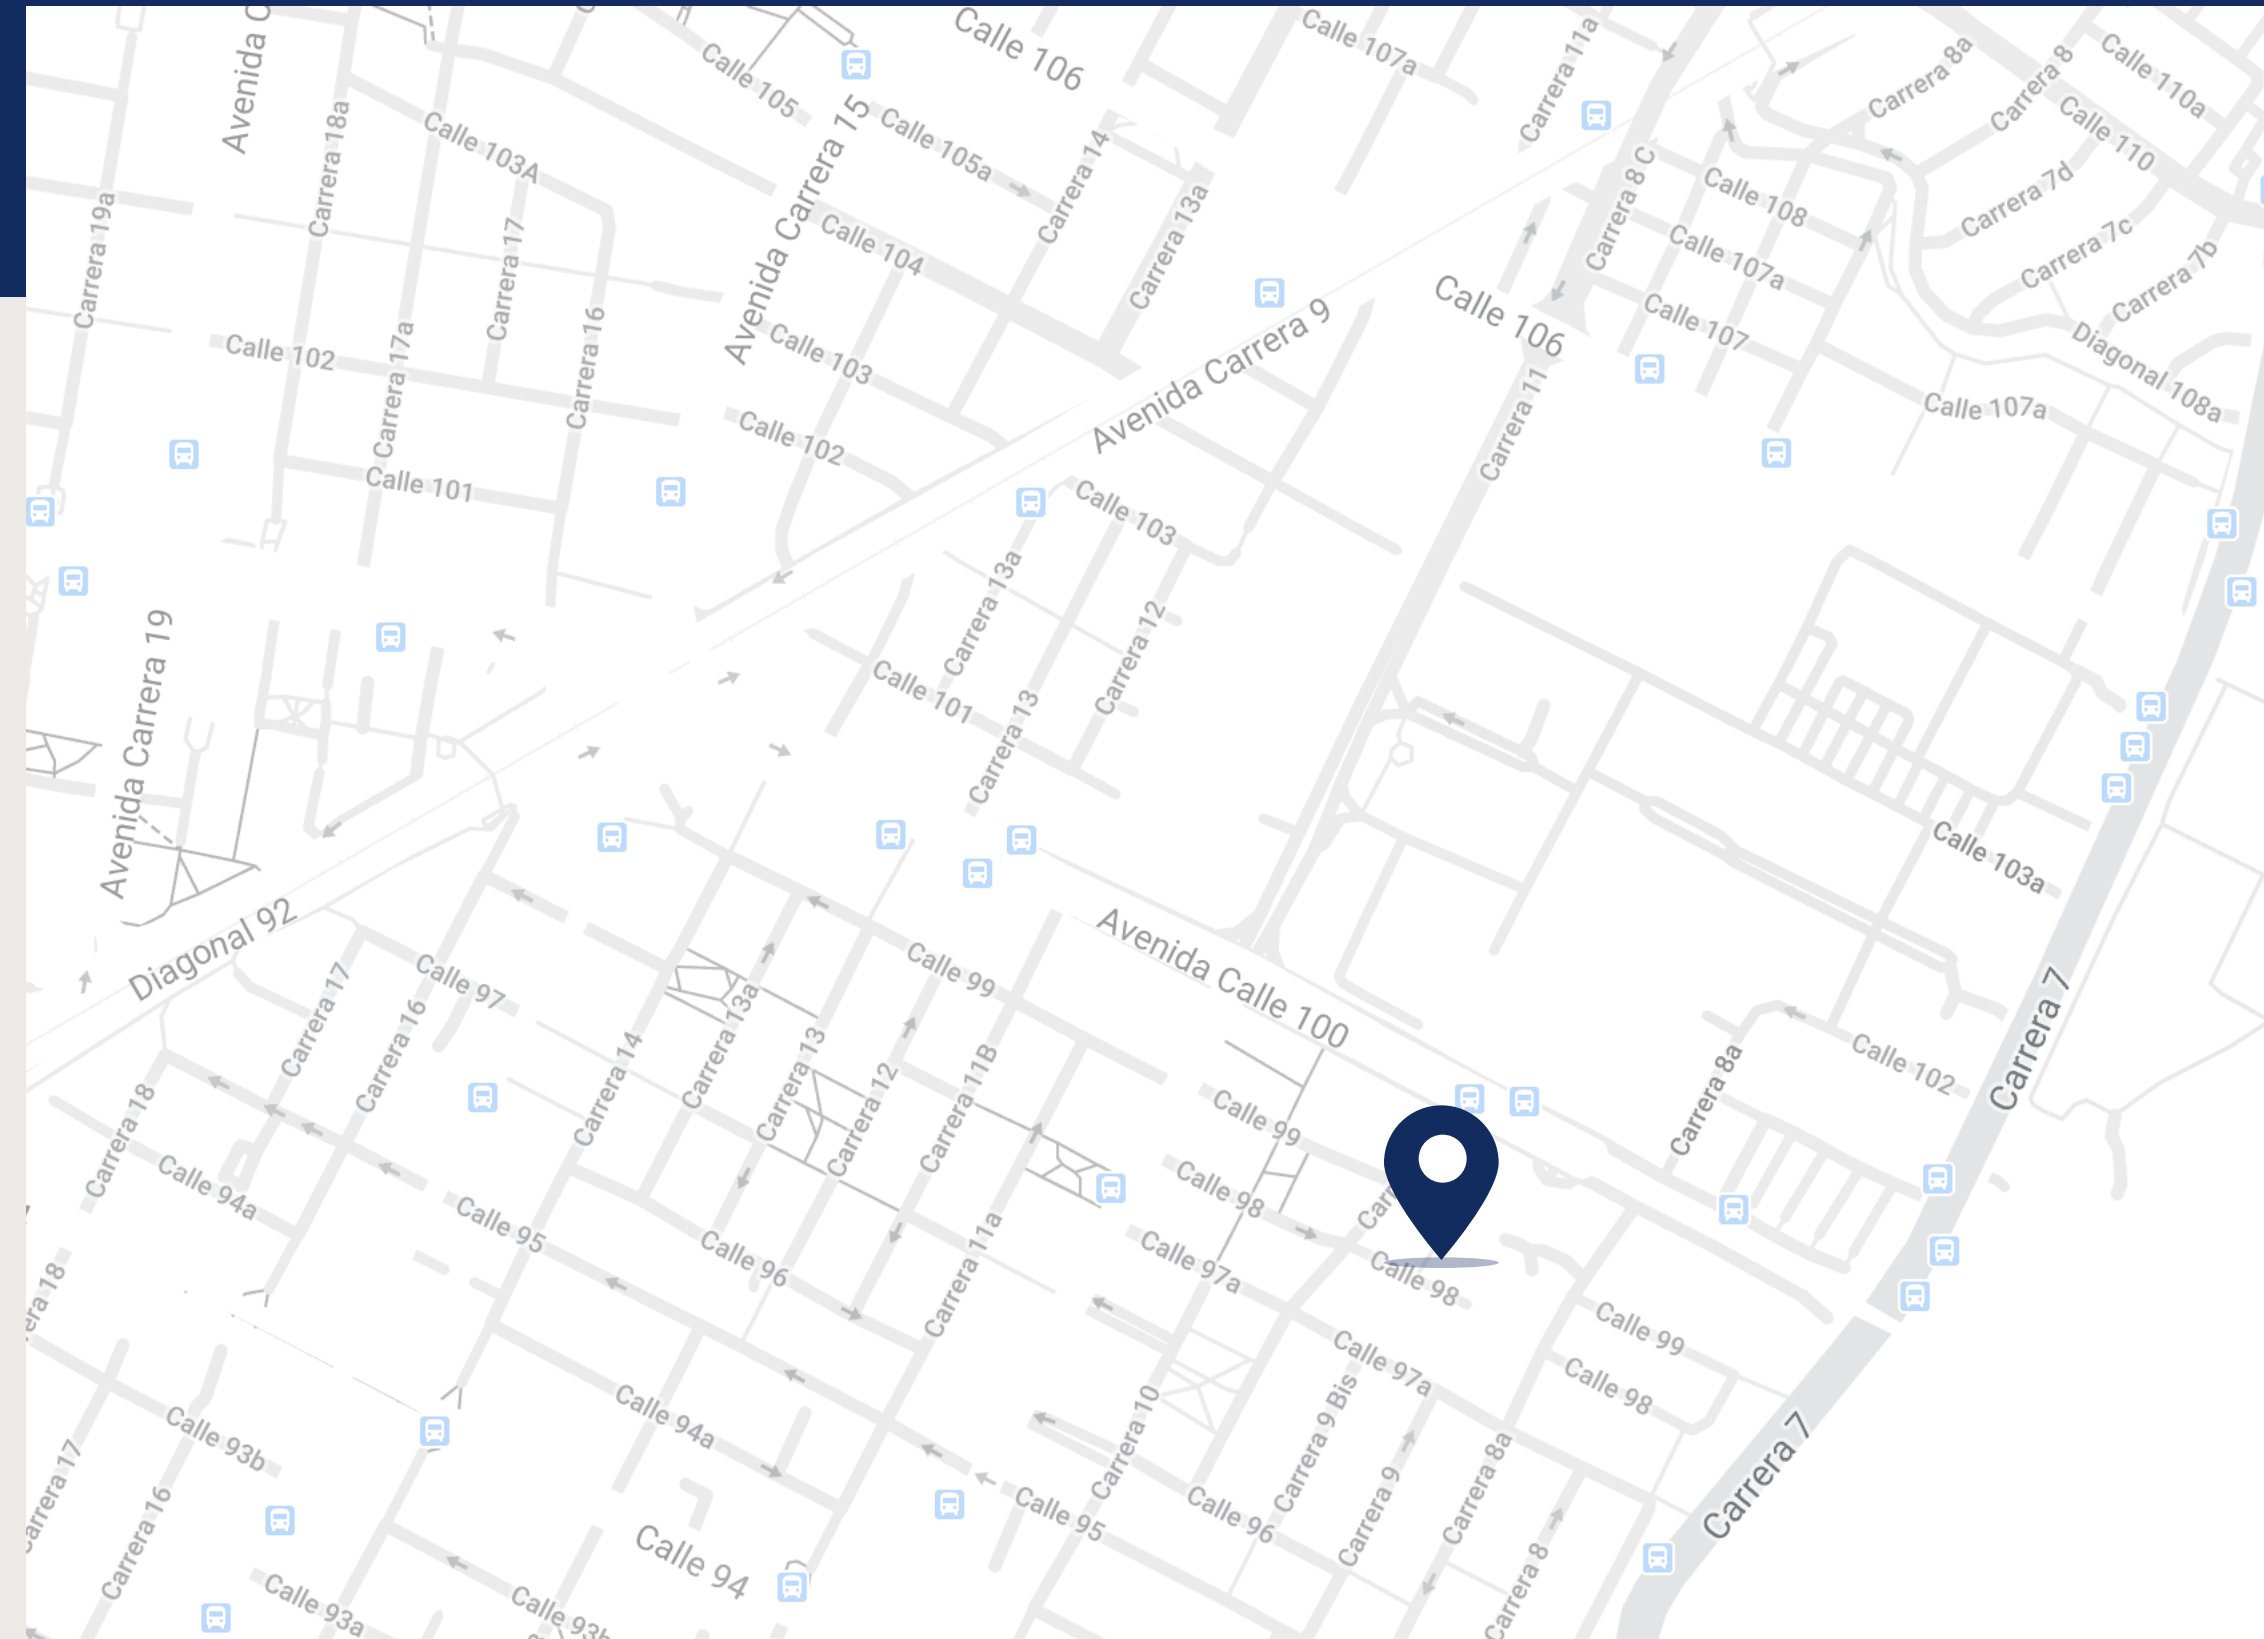 Avenida C
Calle 106
Calle 107a
Carrera 11a
Carrera 8a
Carrera 8
Calle 110a
Calle 105
Calle 110
Carrera 18a
Calle 103A
Avenida Carrera 15
Calle 105a
Carrera 14
Carrera 8 C
Calle 108
Carrera 7d
Carrera 19a
Carrera 17
Calle 104
Carrera 13a
Calle 107a
Carrera 7c
Carrera 7b
Calle 106
Calle 107
Calle 102
Carrera 17a
Carrera 16
Calle 103
Avenida Carrera 9
Diagonal 108a
Carrera 11
Calle 107a
Calle 102
Calle 101
Calle 103
Carrera 13a
Carrera 12
Avenida Carrera 19
Calle 101
Carrera 13
Calle 103a
Diagonal 92
Calle 97
Calle 99
Avenida Calle 100
Carrera 17
Carrera 16
Carrera 14
Carrera 13a
Carrera 13
Carrera 12
Carrera 11B
Calle 102
Carrera 7
Carrera 8a
Carrera 18
Calle 99
Calle 94a
Calle 98
Calle 95
Calle 96
Carrera 11a
Calle 97a
Calle 98
Calle 99
Calle 97a
Calle 98
Calle 94a
Carrera 10
Carrera 9 Bis
Calle 93b
Carrera 17
Carrera 16
Carrera 9
Carrera 8a
Carrera 7
Calle 95
Calle 96
Calle 94
Carrera 8
Calle 93a
Calle 93b